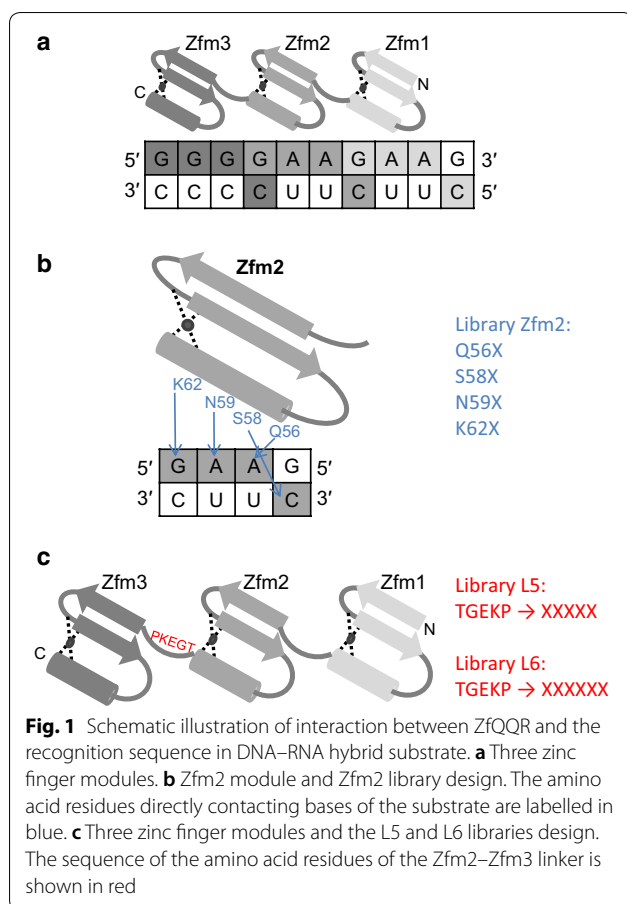 a
Zfm3 Zfm2 Zfm1
C N
5′ G G G G A A G A A G 3′
3′ C C C C U U C U U C 5′
b
Zfm2
Library Zfm2:
Q56X
S58X
N59X
K62X
K62 N59 S58 Q56
5′ G A A G 5′
3′ C U U C 3′
c
Zfm3 Zfm2 Zfm1
C PKEGT N
Library L5:
TGEKP → XXXXX
Library L6:
TGEKP → XXXXXX
Fig. 1 Schematic illustration of interaction between ZfQQR and the
recognition sequence in DNA–RNA hybrid substrate. a Three zinc
finger modules. b Zfm2 module and Zfm2 library design. The amino
acid residues directly contacting bases of the substrate are labelled in
blue. c Three zinc finger modules and the L5 and L6 libraries design.
The sequence of the amino acid residues of the Zfm2–Zfm3 linker is
shown in red